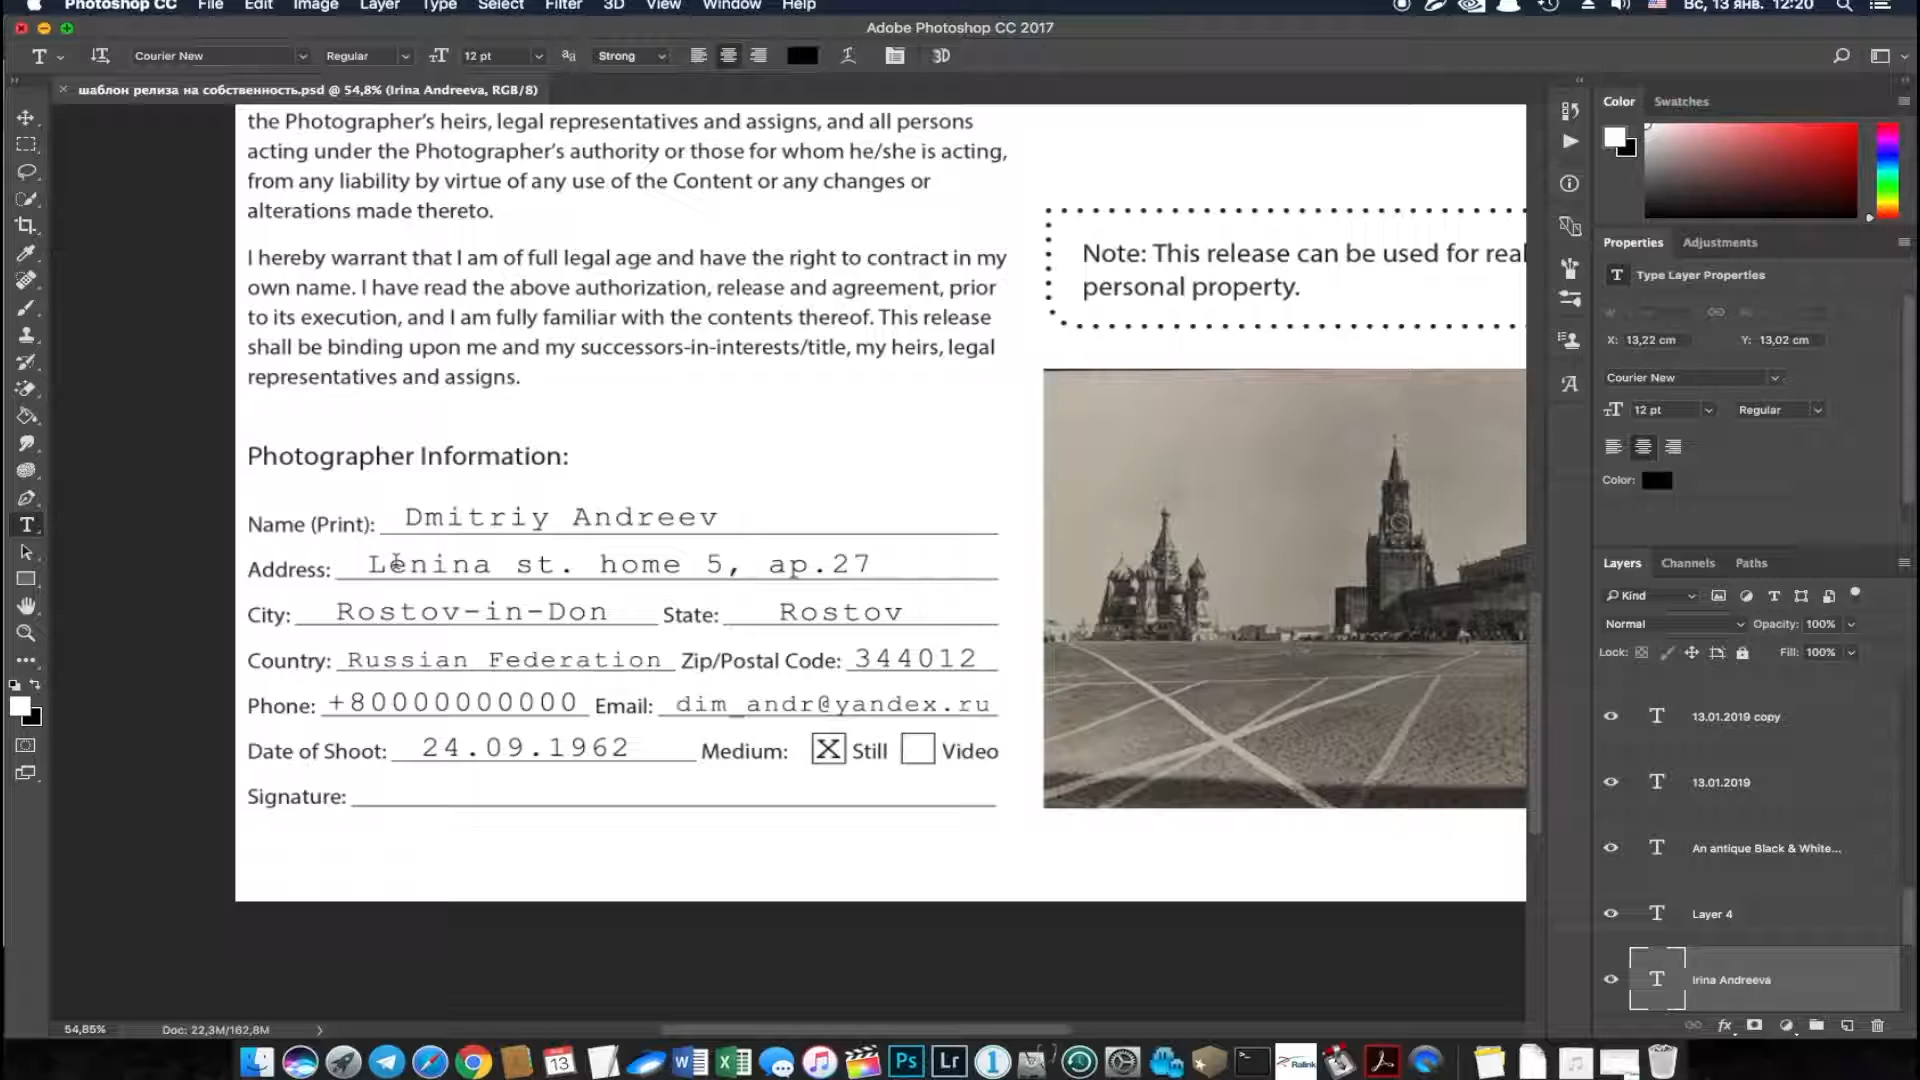 Photoshop CC File Edit Image Layer Type Select Filter 3D View Window Help Вс, 13 янв. 12:20
Adobe Photoshop CC 2017
Courier New Regular 12 pt Strong 3D
шаблон релиза на собственность.psd @ 54,8% (Irina Andreeva, RGB/8)
the Photographer's heirs, legal representatives and assigns, and all persons
acting under the Photographer's authority or those for whom he/she is acting,
from any liability by virtue of any use of the Content or any changes or
alterations made thereto.
I hereby warrant that I am of full legal age and have the right to contract in my
own name. I have read the above authorization, release and agreement, prior
to its execution, and I am fully familiar with the contents thereof. This release
shall be binding upon me and my successors-in-interests/title, my heirs, legal
representatives and assigns.
Photographer Information:
Name (Print): Dmitriy Andreev
Address: Lenina st. home 5, ap.27
City: Rostov-in-Don State: Rostov
Country: Russian Federation Zip/Postal Code: 344012
Phone: +80000000000 Email: dim_andr@yandex.ru
Date of Shoot: 24.09.1962 Medium: X Still Video
Signature:
Note: This release can be used for real
personal property.
Color Swatches
Properties Adjustments
Type Layer Properties
X: 13,22 cm Y: 13,02 cm
Courier New
12 pt Regular
Color:
Layers Channels Paths
Kind
Normal Opacity: 100%
Lock: Fill: 100%
13.01.2019 copy
13.01.2019
An antique Black & White...
Layer 4
Irina Andreeva
54,85% Doc: 22,3M/162,8M
13
Ps
Lr
Ralink